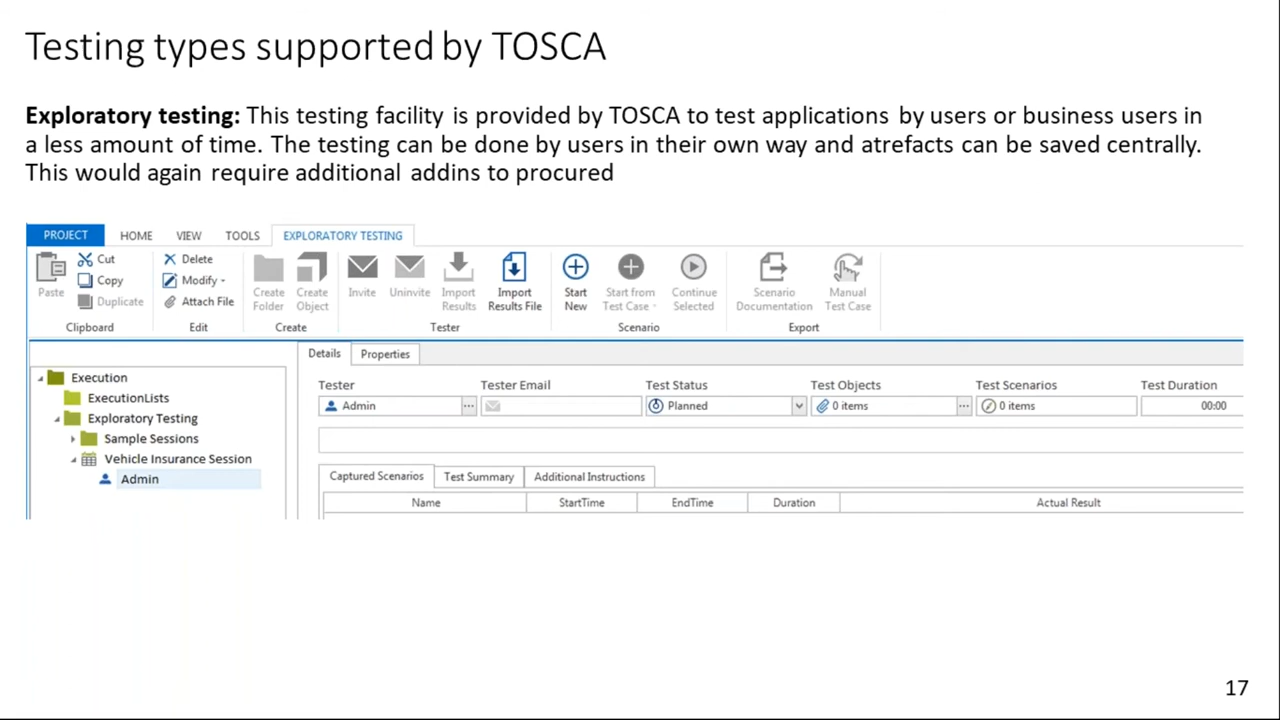 Testing types supported by TOSCA
Exploratory testing: This testing facility is provided by TOSCA to test applications by users or business users in
a less amount of time. The testing can be done by users in their own way and atrefacts can be saved centrally.
This would again require additional addins to procured
PROJECT HOME VIEW TOOLS EXPLORATORY TESTING
Paste
Cut
Copy
Duplicate
Clipboard
Delete
Modify
Attach File
Edit
Create
Folder
Create
Object
Create
Invite
Uninvite
Import
Results
Import
Results File
Tester
Start
New
Start from
Test Case
Continue
Selected
Scenario
Scenario
Documentation
Manual
Test Case
Export
Execution
ExecutionLists
Exploratory Testing
Sample Sessions
Vehicle Insurance Session
Admin
Details Properties
Tester Tester Email Test Status Test Objects Test Scenarios Test Duration
Admin ... Planned 0 items ... 0 items 00:00
Captured Scenarios Test Summary Additional Instructions
Name StartTime EndTime Duration Actual Result
17